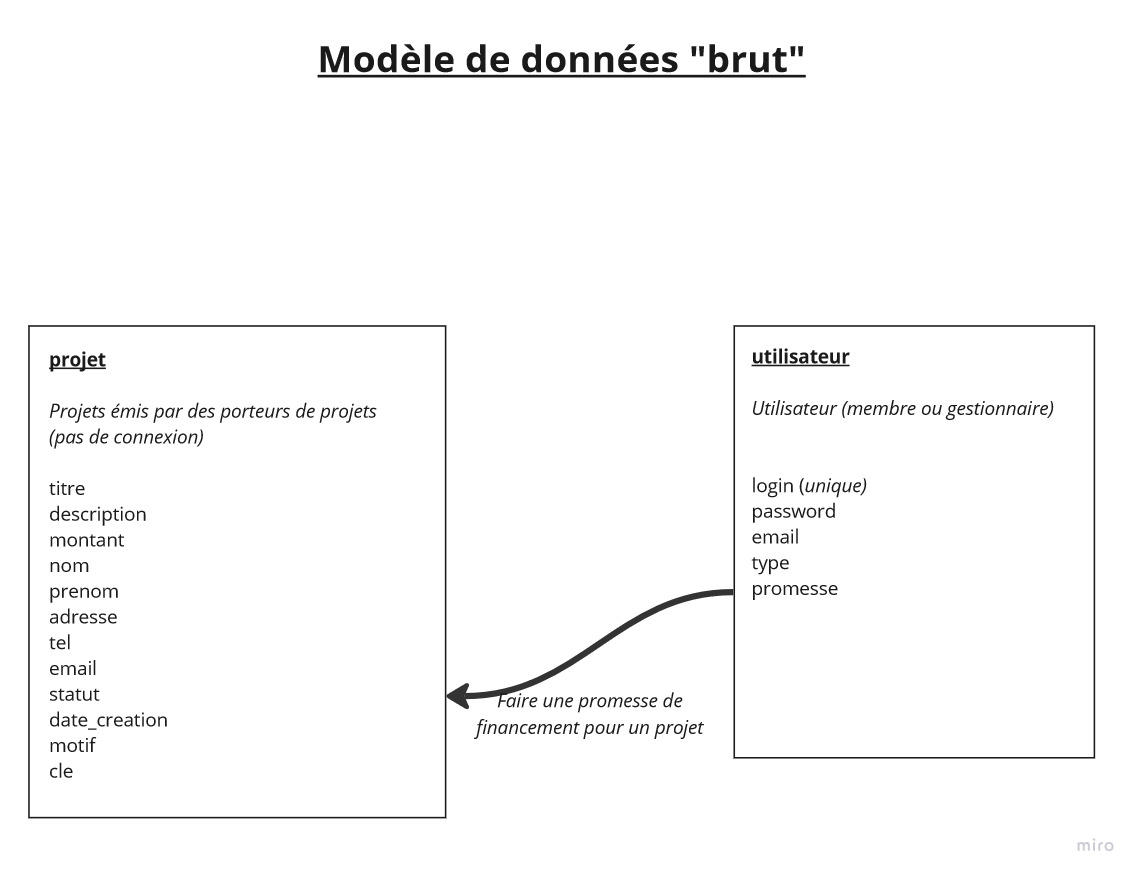 Modèle de données "brut"
projet
Projets émis par des porteurs de projets
(pas de connexion)
titre
description
montant
nom
prenom
adresse
tel
email
statut
date_creation
motif
cle
Faire une promesse de
financement pour un projet
utilisateur
Utilisateur (membre ou gestionnaire)
login (unique)
password
email
type
promesse
miro